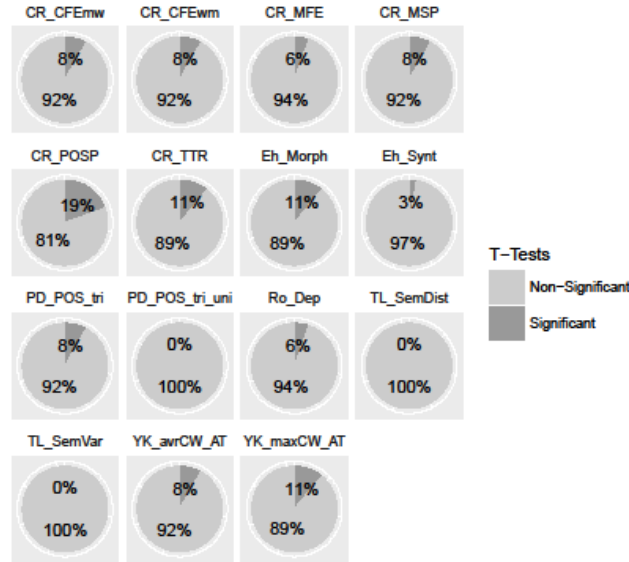 CR_CFEmw CR_CFEwm CR_MFE CR_MSP
8% 8% 6% 8%
92% 92% 94% 92%
CR_POSP CR_TTR Eh_Morph Eh_Synt
19% 11% 11% 3%
81% 89% 89% 97%
T-Tests
Non-Significant
Significant
PD_POS_tri PD_POS_tri_uni Ro_Dep TL_SemDist
8% 0% 6% 0%
92% 100% 94% 100%
TL_SemVar YK_avrCW_AT YK_maxCW_AT
0% 8% 11%
100% 92% 89%